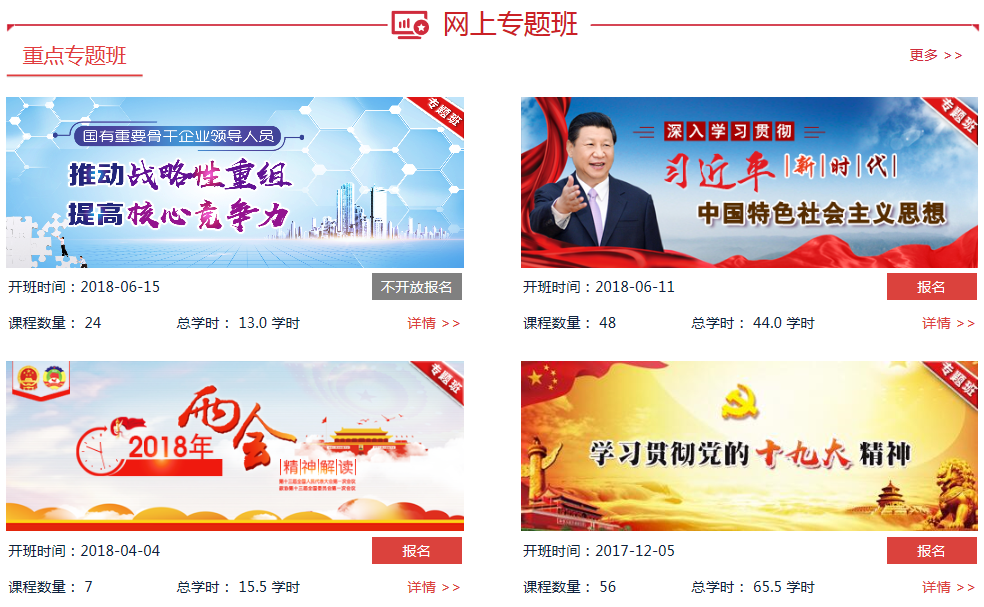 网上专题班
重点专题班
更多 >>
专题班
国有重要骨干企业领导人员
推动战略性重组
提高核心竞争力
开班时间：2018-06-15
不开放报名
课程数量： 24 总学时： 13.0 学时 详情 >>
专题班
深入学习贯彻
习近平 新时代
中国特色社会主义思想
开班时间：2018-06-11
报名
课程数量： 48 总学时： 44.0 学时 详情 >>
专题班
2018年 两会
精神解读
开班时间：2018-04-04
报名
课程数量： 7 总学时： 15.5 学时 详情 >>
专题班
学习贯彻党的十九大精神
开班时间：2017-12-05
报名
课程数量： 56 总学时： 65.5 学时 详情 >>